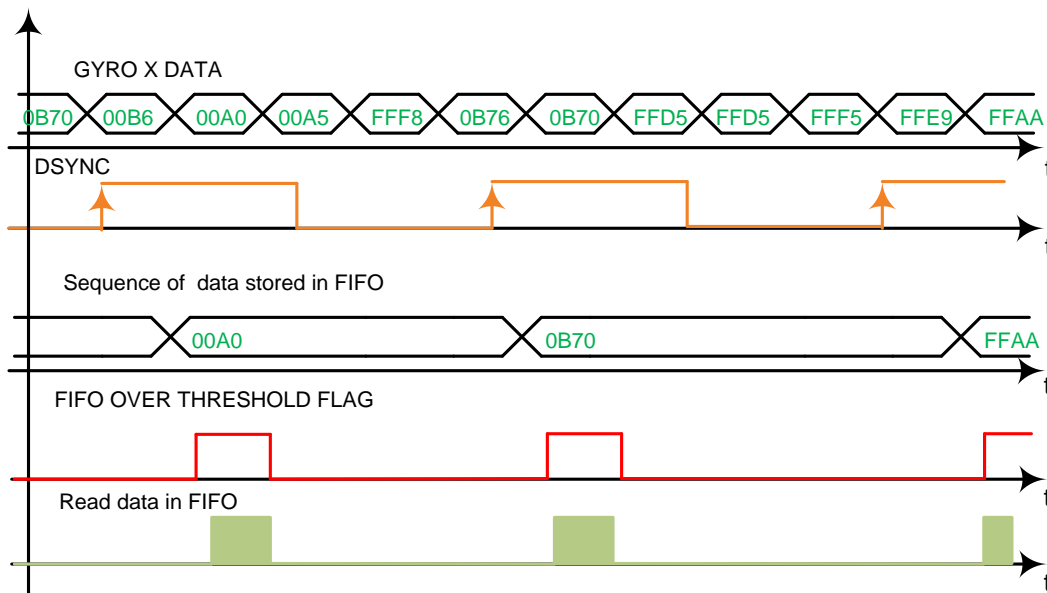 GYRO X DATA
0B70 00B6 00A0 00A5 FFF8 0B76 0B70 FFD5 FFD5 FFF5 FFE9 FFAA
t
DSYNC
t
Sequence of data stored in FIFO
00A0 0B70 FFAA
t
FIFO OVER THRESHOLD FLAG
t
Read data in FIFO
t